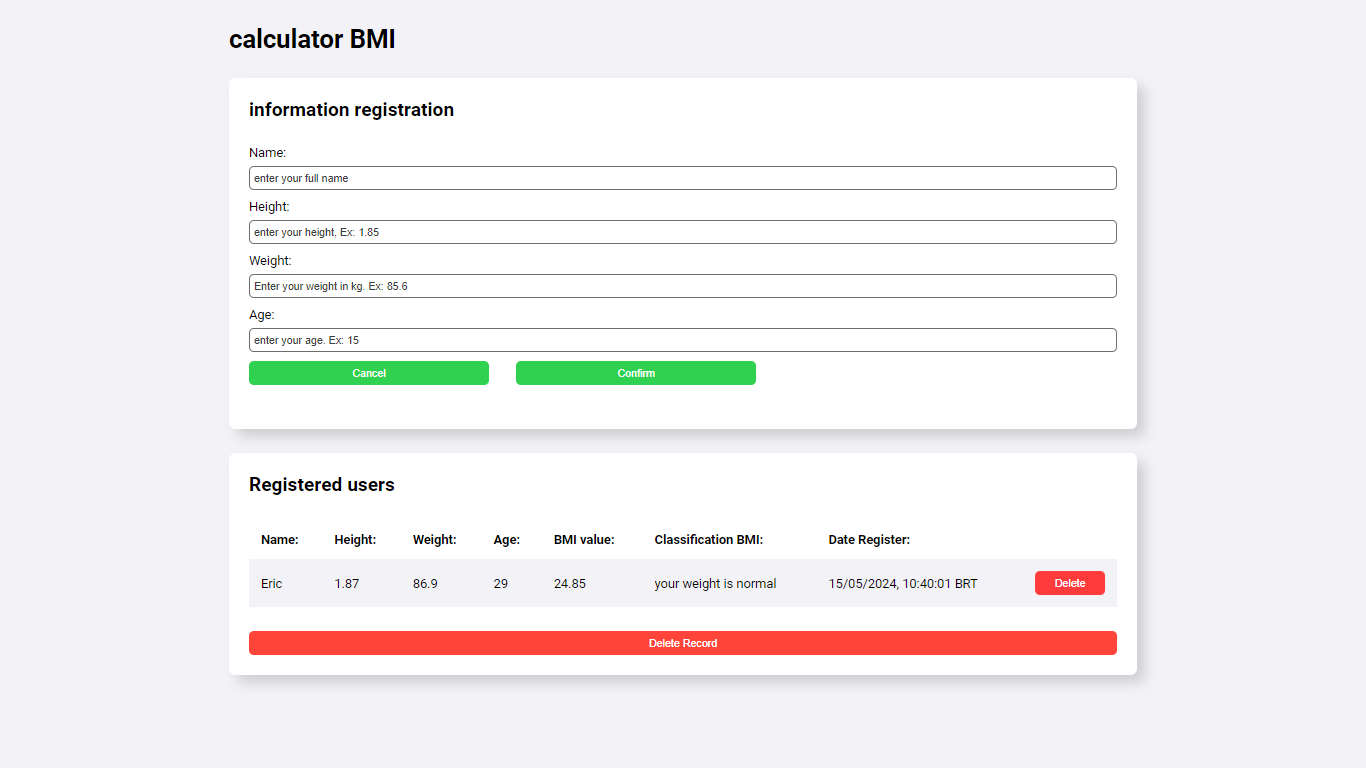 calculator BMI
information registration
Name:
enter your full name
Height:
enter your height, Ex: 1.85
Weight:
Enter your weight in kg. Ex: 85.6
Age:
enter your age. Ex: 15
Cancel Confirm
Registered users
Name: Height: Weight: Age: BMI value: Classification BMI: Date Register:
Eric 1.87 86.9 29 24.85 your weight is normal 15/05/2024, 10:40:01 BRT Delete
Delete Record